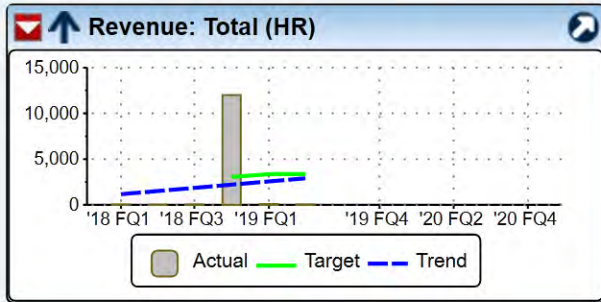 Revenue: Total (HR)
15,000
10,000
5,000
0
'18 FQ1 '18 FQ3 '19 FQ1 '19 FQ4 '20 FQ2 '20 FQ4
Actual Target Trend